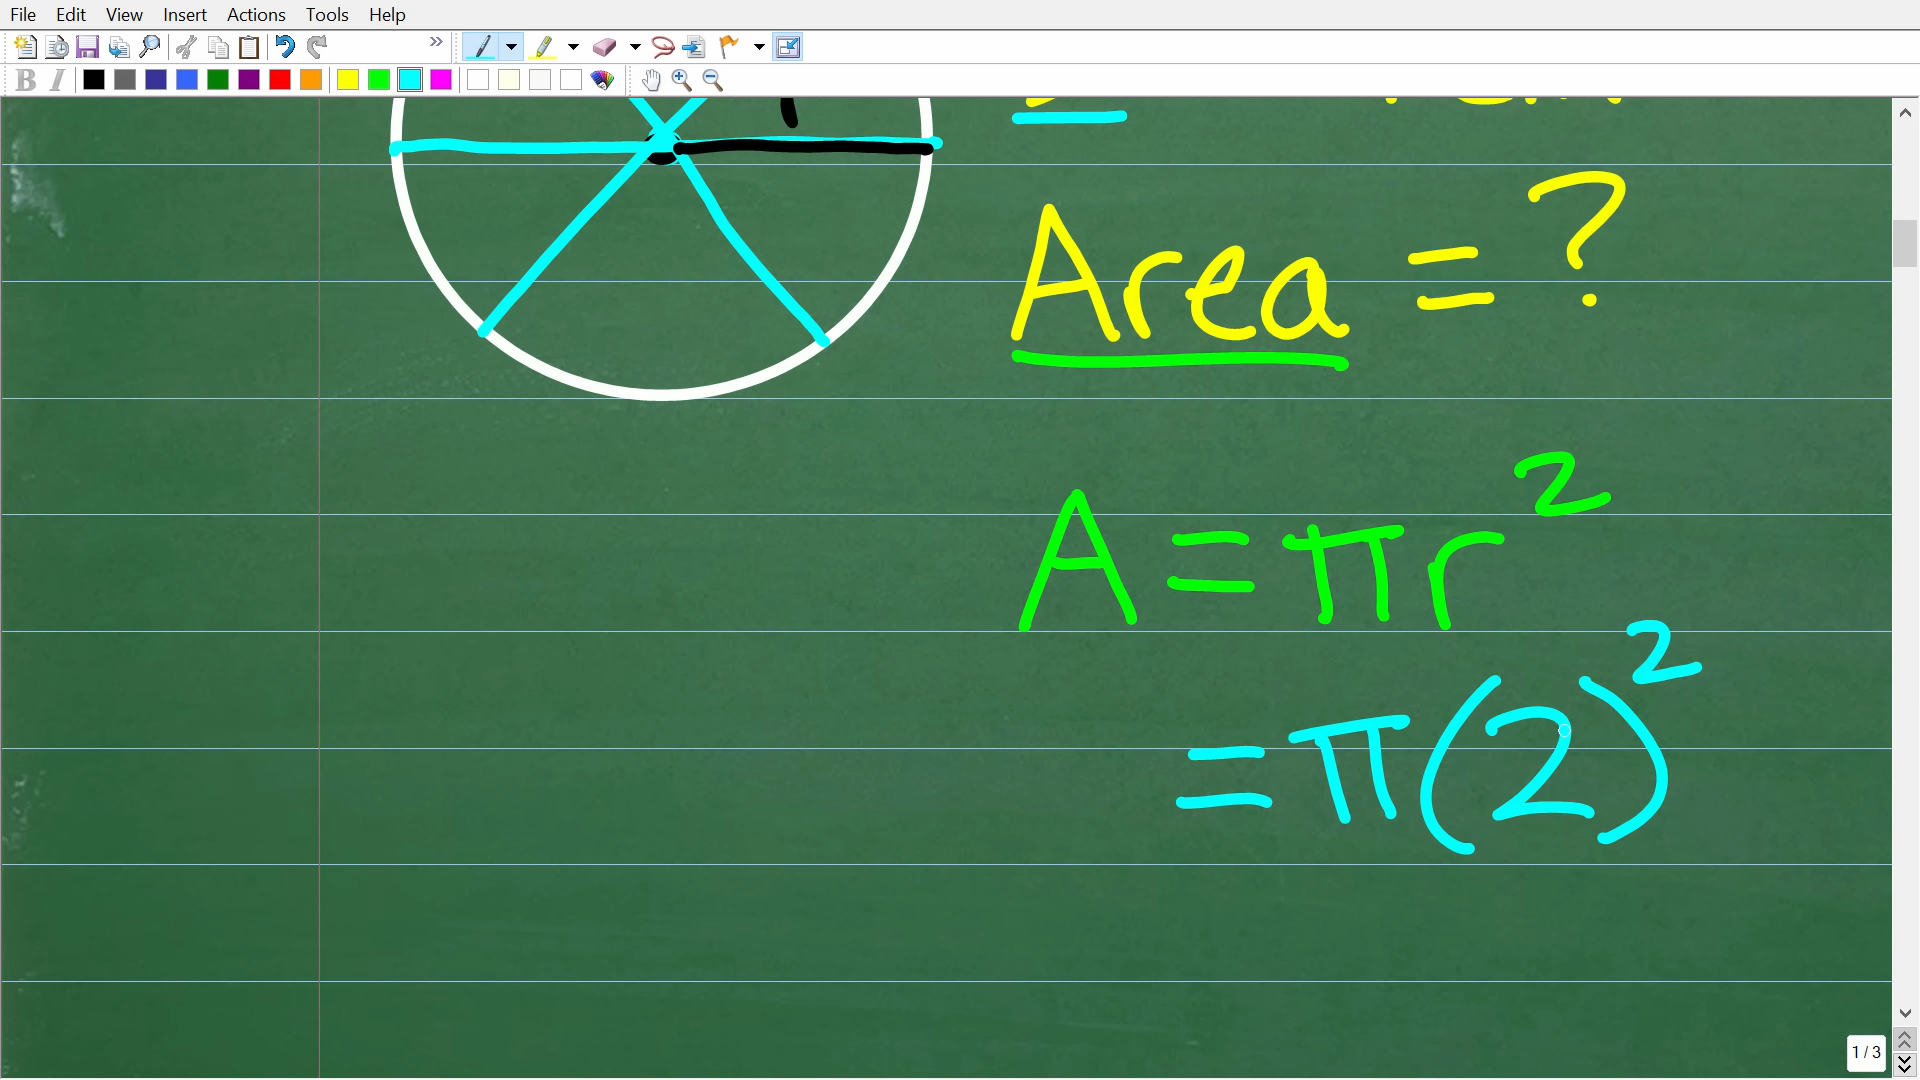 File Edit View Insert Actions Tools Help
B I
Area = ?
A = πr²
= π(2)²
1 / 3